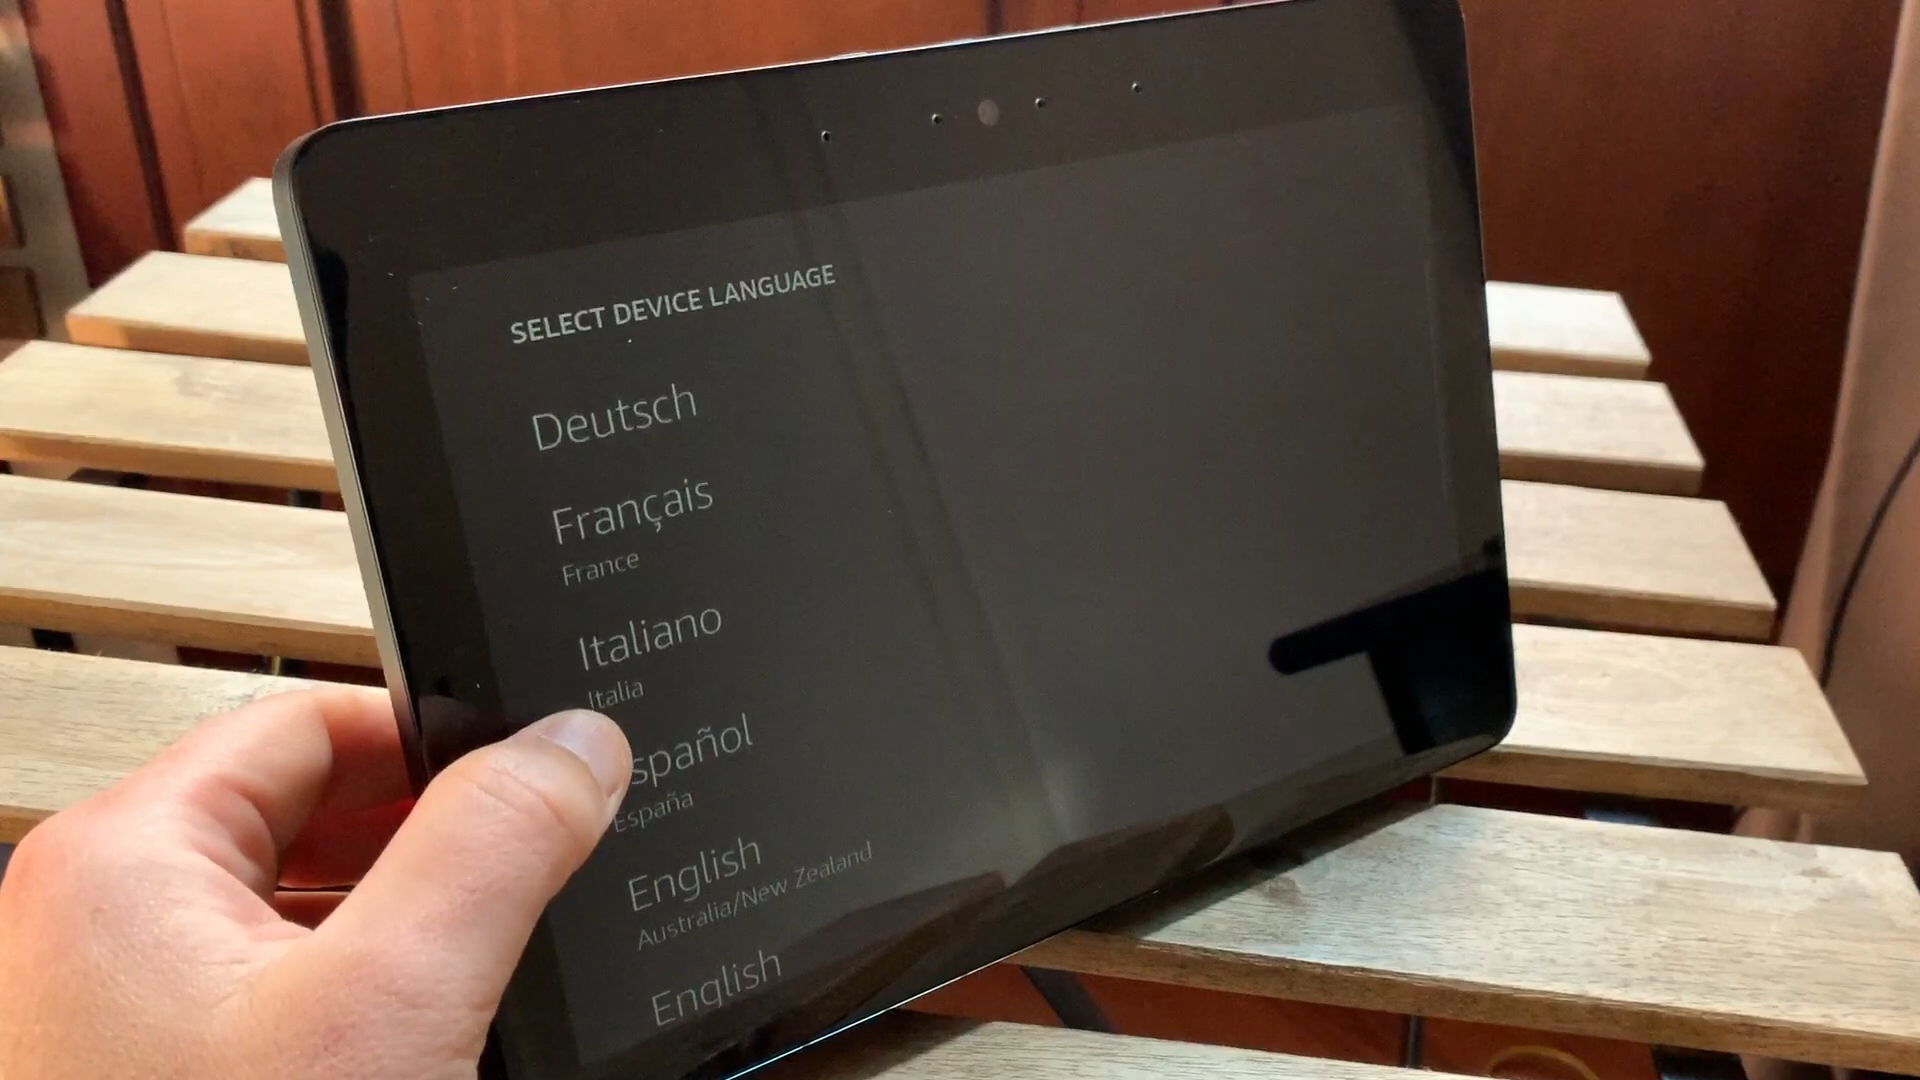 SELECT DEVICE LANGUAGE
Deutsch
Français
France
Italiano
Italia
spañol
España
English
Australia/New Zealand
English